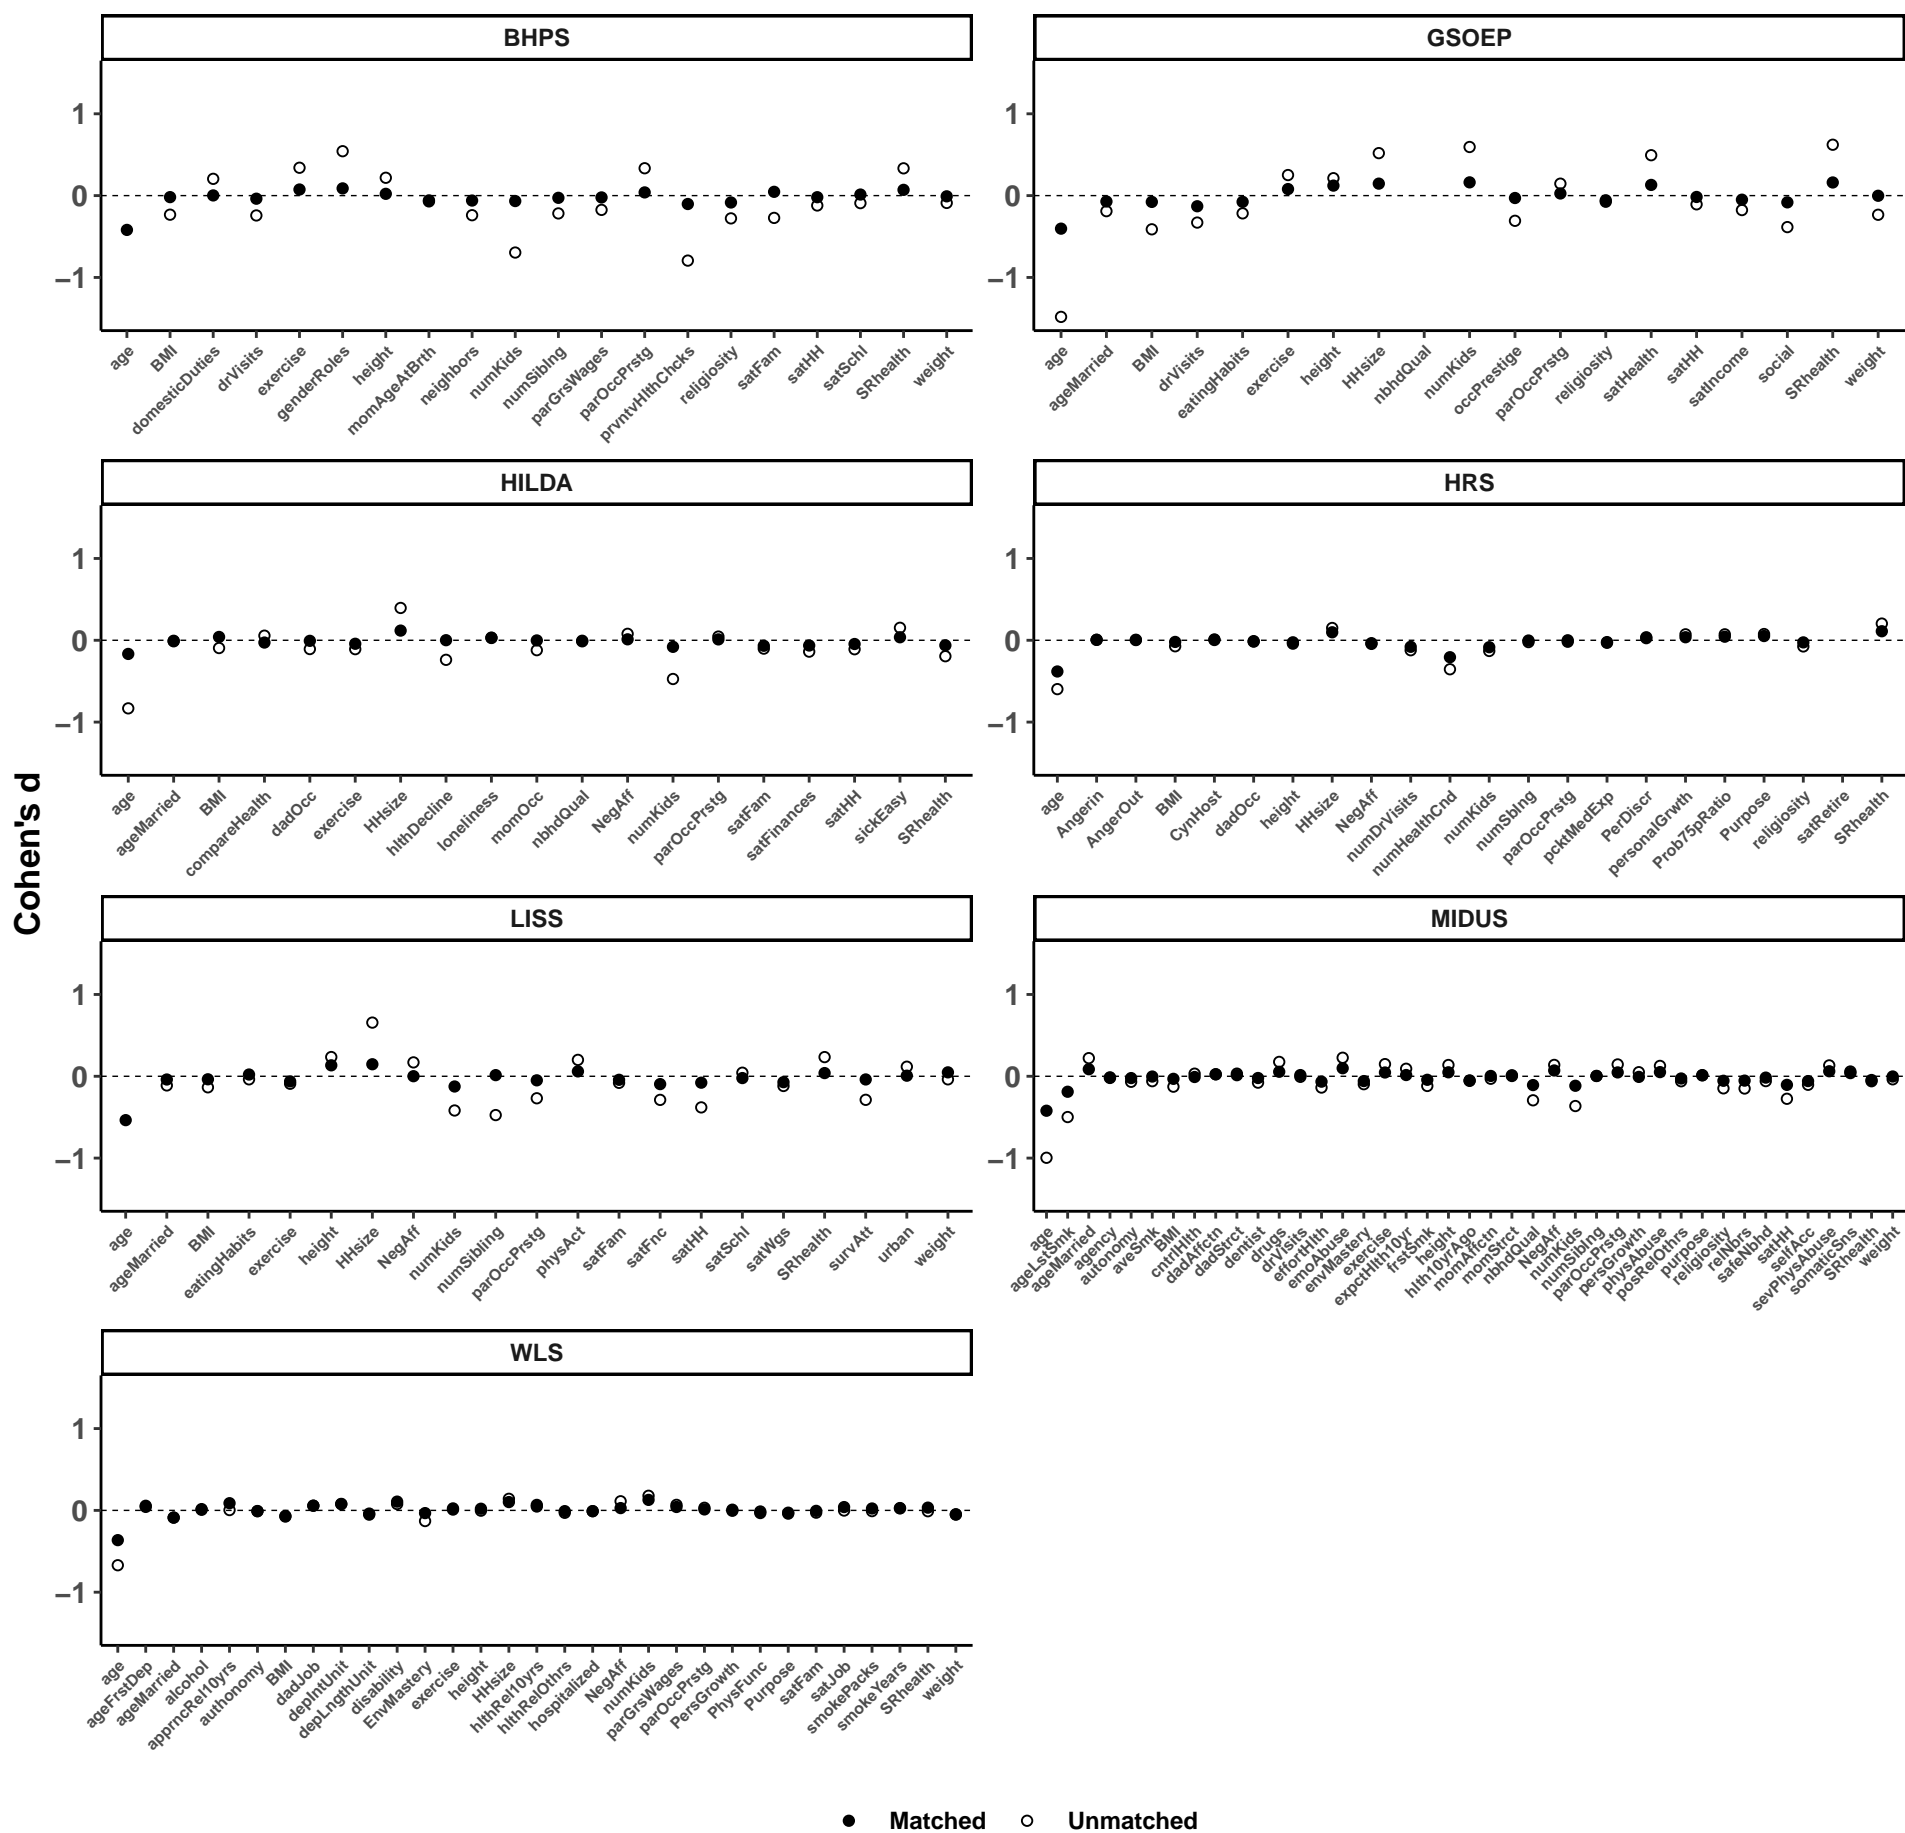 BHPS
1
0
−1
age
BMI
domesticDuties
drVisits
exercise
genderRoles
height
momAgeAtBrth
neighbors
numKids
numSiblng
parGrsWages
parOccPrstg
prvntvHlthChcks
religiosity
satFam
satHH
satSchl
SRhealth
weight
GSOEP
1
0
−1
age
ageMarried
BMI
drVisits
eatingHabits
exercise
height
HHsize
nbhdQual
numKids
occPrestige
parOccPrstg
religiosity
satHealth
satHH
satIncome
social
SRhealth
weight
Cohen's d
HILDA
1
0
−1
age
ageMarried
BMI
compareHealth
dadOcc
exercise
HHsize
hlthDecline
loneliness
momOcc
nbhdQual
NegAff
numKids
parOccPrstg
satFam
satFinances
satHH
sickEasy
SRhealth
HRS
1
0
−1
age
Angerin
AngerOut
BMI
CynHost
dadOcc
height
HHsize
NegAff
numDrVisits
numHealthCnd
numKids
numSblng
parOccPrstg
pcktMedExp
PerDiscr
personalGrwth
Prob75pRatio
Purpose
religiosity
satRetire
SRhealth
LISS
1
0
−1
age
ageMarried
BMI
eatingHabits
exercise
height
HHsize
NegAff
numKids
numSibling
parOccPrstg
physAct
satFam
satFnc
satHH
satSchl
satWgs
SRhealth
survAtt
urban
weight
MIDUS
1
0
−1
age
ageLstSmk
ageMarried
agency
autonomy
aveSmk
BMI
cntrlHlth
dadAffctn
dadStrct
dentist
drugs
drVisits
effortHlth
emoAbuse
envMastery
exercise
expctHlth10yr
frstSmk
height
hlth10yrAgo
momAffctn
momStrct
nbhdQual
NegAff
numKids
numSiblng
parOccPrstg
persGrowth
physAbuse
posRelOthrs
purpose
religiosity
relNbrs
safeNbhd
satHH
selfAcc
sevPhysAbuse
somaticSns
SRhealth
weight
WLS
1
0
−1
age
ageFrstDep
ageMarried
alcohol
apprncRel10yrs
authonomy
BMI
dadJob
depIntUnit
depLngthUnit
disability
EnvMastery
exercise
height
HHsize
hlthRel10yrs
hlthRelOthrs
hospitalized
NegAff
numKids
parGrsWages
parOccPrstg
PersGrowth
PhysFunc
Purpose
satFam
satJob
smokePacks
smokeYears
SRhealth
weight
Matched
Unmatched